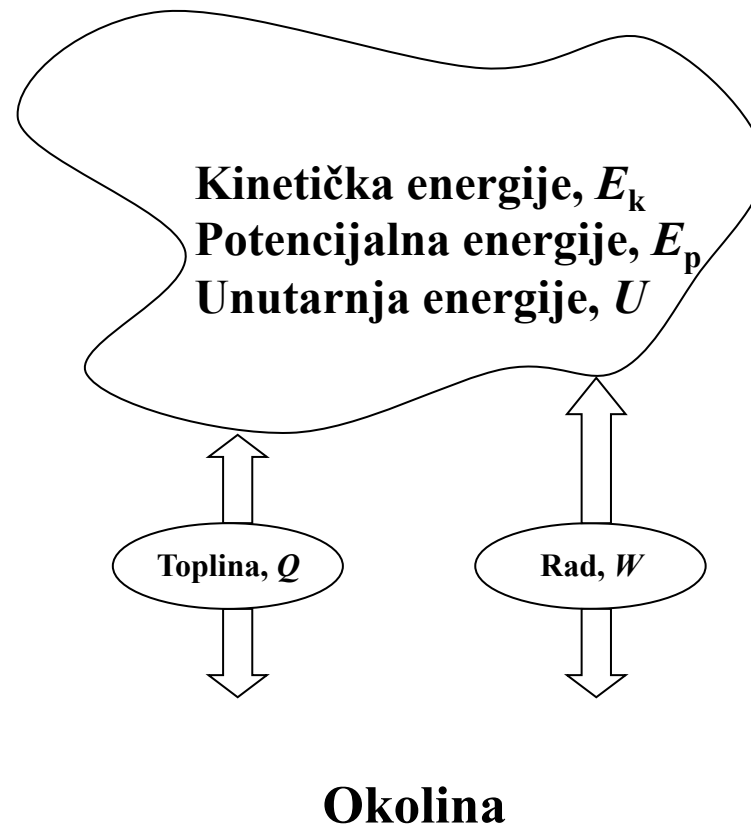 Kinetička energije, Ek
Potencijalna energije, Ep
Unutarnja energije, U
Toplina, Q
Rad, W
Okolina